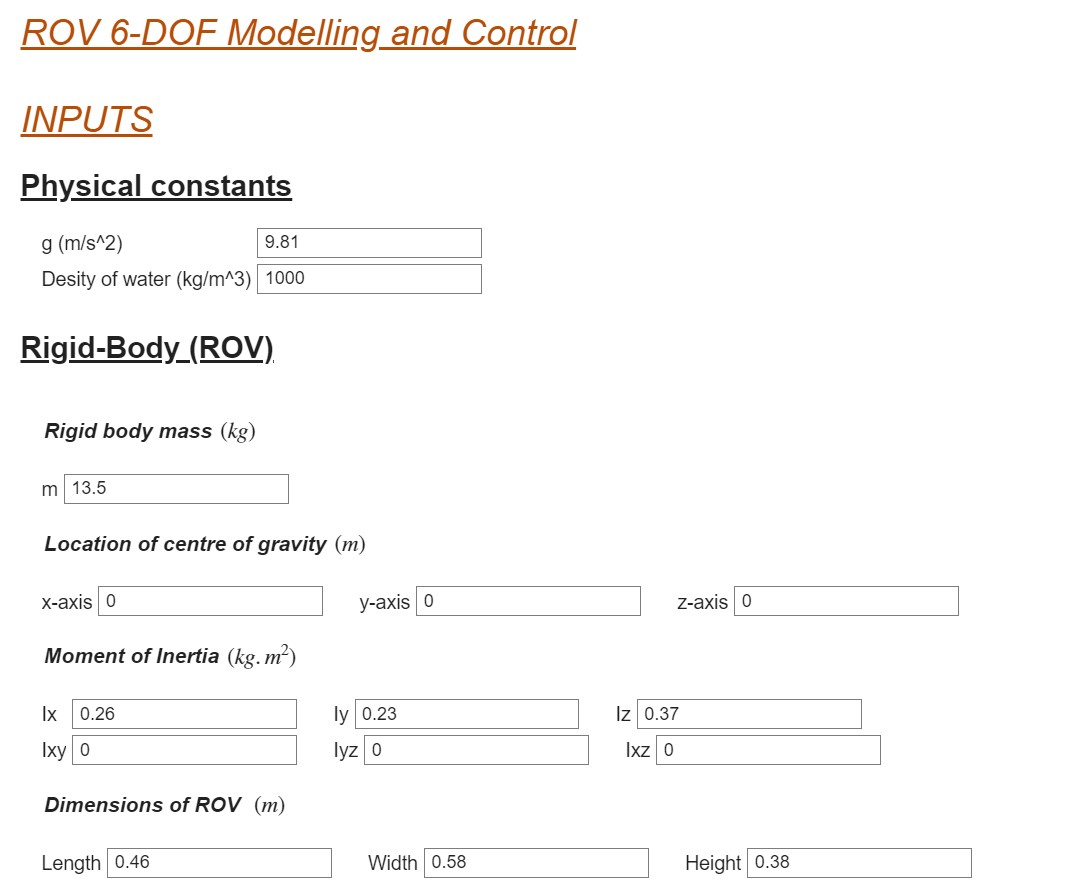 ROV 6-DOF Modelling and Control
INPUTS
Physical constants
g (m/s^2) 9.81
Desity of water (kg/m^3) 1000
Rigid-Body (ROV)
Rigid body mass (kg)
m 13.5
Location of centre of gravity (m)
x-axis 0 y-axis 0 z-axis 0
Moment of Inertia (kg. m²)
Ix 0.26 Iy 0.23 Iz 0.37
Ixy 0 Iyz 0 Ixz 0
Dimensions of ROV (m)
Length 0.46 Width 0.58 Height 0.38